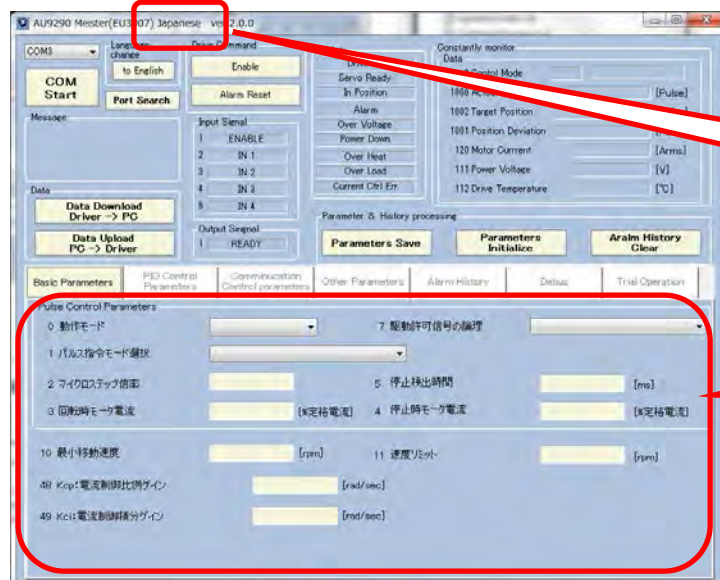 AU9290 Meister(EU3907) Japanese ver 2.0.0
COM3
Language
chance
Drive Command
Constantly monitor
Data
to English
Enable
COM
Start
Port Search
Alarm Reset
Servo Ready
Control Mode
In Position
[Pulse]
Message
Input Signal
Alarm
1002 Target Position
1 ENABLE
Over Voltage
1001 Position Deviation
Power Down
2 IN 1
Over Heat
120 Motor Current
[Arms]
3 IN 2
Over Load
111 Power Voltage
[V]
Data
4 IN 3
Current Ctrl Err
112 Drive Temperature
[℃]
Data Download
Driver -> PC
5 IN 4
Parameter & History processing
Data Upload
PC -> Driver
Output Singnal
1 READY
Parameters Save
Parameters
Initialize
Aralm History
Clear
Basic Parameters
PID Control
Parameters
Communication
Control parameters
Other Parameters
Alarm History
Debug
Trial Operation
Pulse Control Parameters
0 動作モード
7 駆動許可信号の論理
1 パルス指令モード選択
2 マイクロステップ倍率
5 停止検出時間
[ms]
3 回転時モータ電流
[%定格電流]
4 停止時モータ電流
[%定格電流]
10 最小移動速度
[rpm]
11 速度リミット
[rpm]
48 Kcp:電流制御比例ゲイン
[rad/sec]
49 Kci:電流制御積分ゲイン
[rad/sec]